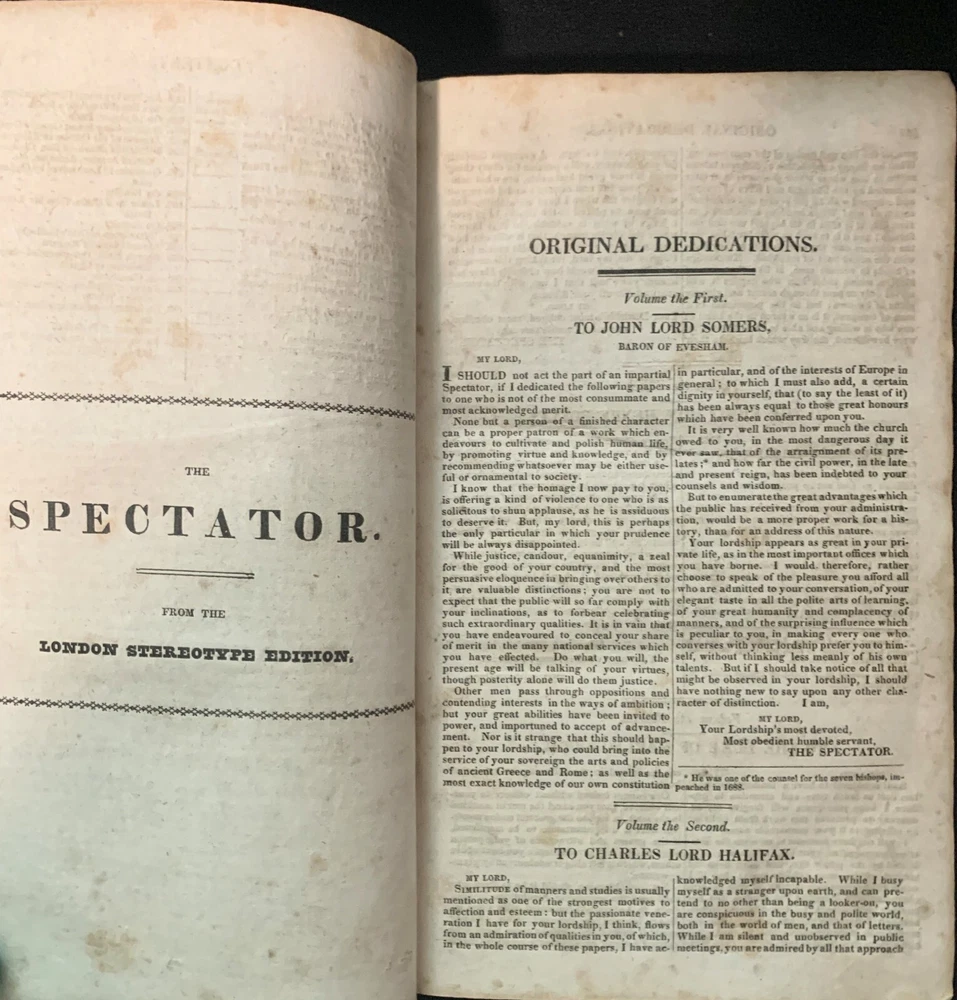 THE
SPECTATOR.
FROM THE
LONDON STEREOTYPE EDITION.
ORIGINAL DEDICATIONS.
Volume the First.
TO JOHN LORD SOMERS,
BARON OF EVESHAM.
MY LORD,
I SHOULD not act the part of an impartial
Spectator, if I dedicated the following papers
to one who is not of the most consummate and
most acknowledged merit.
None but a person of a finished character
can be a proper patron of a work which en-
deavours to cultivate and polish human life,
by promoting virtue and knowledge, and by
recommending whatsoever may be either use-
ful or ornamental to society.
I know that the homage I now pay to you,
is offering a kind of violence to one who is as
solicitous to shun applause, as he is assiduous
to deserve it. But, my lord, this is perhaps
the only particular in which your prudence
will be always disappointed.
While justice, candour, equanimity, a zeal
for the good of your country, and the most
persuasive eloquence in bringing over others to
it, are valuable distinctions; you are not to
expect that the public will so far comply with
your inclinations, as to forbear celebrating
such extraordinary qualities. It is in vain that
you have endeavoured to conceal your share
of merit in the many national services which
you have effected. Do what you will, the
present age will be talking of your virtues,
though posterity alone will do them justice.
Other men pass through oppositions and
contending interests in the ways of ambition;
but your great abilities have been invited to
power, and importuned to accept of advance-
ment. Nor is it strange that this should hap-
pen to your lordship, who could bring into the
service of your sovereign the arts and policies
of ancient Greece and Rome; as well as the
most exact knowledge of our own constitution
in particular, and of the interests of Europe in
general; to which I must also add, a certain
dignity in yourself, that (to say the least of it)
has been always equal to those great honours
which have been conferred upon you.
It is very well known how much the church
owed to you, in the most dangerous day it
ever saw, that of the arraignment of its pre-
lates;* and how far the civil power, in the late
and present reign, has been indebted to your
counsels and wisdom.
But to enumerate the great advantages which
the public has received from your administra-
tion, would be a more proper work for a his-
tory, than for an address of this nature.
Your lordship appears as great in your pri-
vate life, as in the most important offices which
you have borne. I would, therefore, rather
choose to speak of the pleasure you afford all
who are admitted to your conversation, of your
elegant taste in all the polite arts of learning,
of your great humanity and complacency of
manners, and of the surprising influence which
is peculiar to you, in making every one who
converses with your lordship prefer you to him-
self, without thinking less meanly of his own
talents. But if I should take notice of all that
might be observed in your lordship, I should
have nothing new to say upon any other cha-
racter of distinction. I am,
MY LORD,
Your Lordship's most devoted,
Most obedient humble servant,
THE SPECTATOR.
* He was one of the counsel for the seven bishops, im-
peached in 1688.
Volume the Second.
TO CHARLES LORD HALIFAX.
MY LORD,
SIMILITUDE of manners and studies is usually
mentioned as one of the strongest motives to
affection and esteem: but the passionate vene-
ration I have for your lordship, I think, flows
from an admiration of qualities in you, of which,
in the whole course of these papers, I have ac-
knowledged myself incapable. While I busy
myself as a stranger upon earth, and can pre-
tend to no other than being a looker-on, you
are conspicuous in the busy and polite world,
both in the world of men, and that of letters.
While I am silent and unobserved in public
meetings, you are admired by all that approach